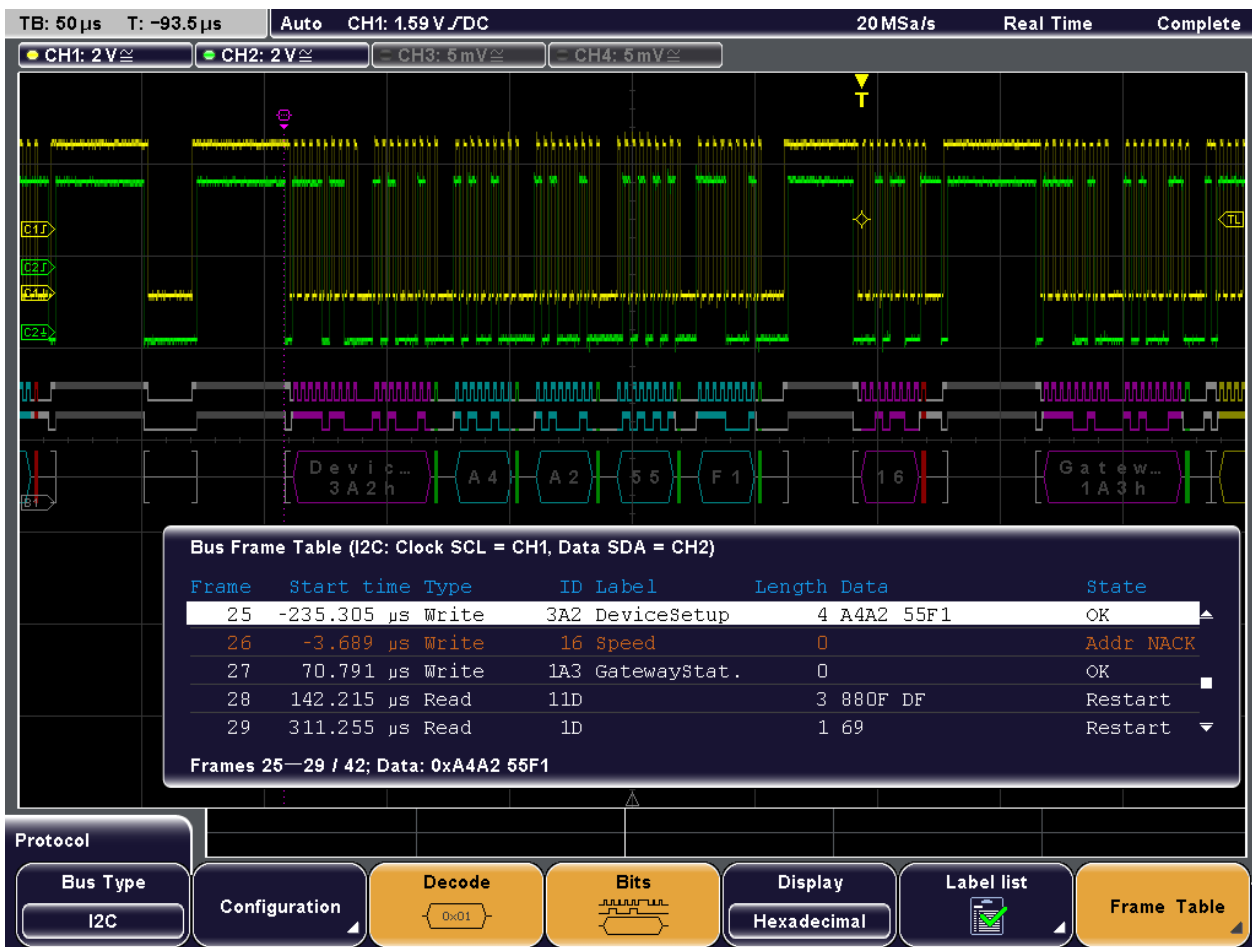 TB: 50 µs T: −93.5 µs Auto CH1: 1.59 V DC 20 MSa/s Real Time Complete
CH1: 2 V CH2: 2 V CH3: 5 mV CH4: 5 mV
T
C1
TL
C2
C1
C2
Devic… A4 A2 55 F1 16 Gatew…
3A2h 1A3h
B1
Bus Frame Table (I2C: Clock SCL = CH1, Data SDA = CH2)
Frame Start time Type ID Label Length Data State
25 -235.305 µs Write 3A2 DeviceSetup 4 A4A2 55F1 OK
26 -3.689 µs Write 16 Speed 0 Addr NACK
27 70.791 µs Write 1A3 GatewayStat. 0 OK
28 142.215 µs Read 11D 3 880F DF Restart
29 311.255 µs Read 1D 1 69 Restart
Frames 25—29 / 42; Data: 0xA4A2 55F1
Protocol
Bus Type
I2C
Configuration
Decode
0x01
Bits
Display
Hexadecimal
Label list
Frame Table